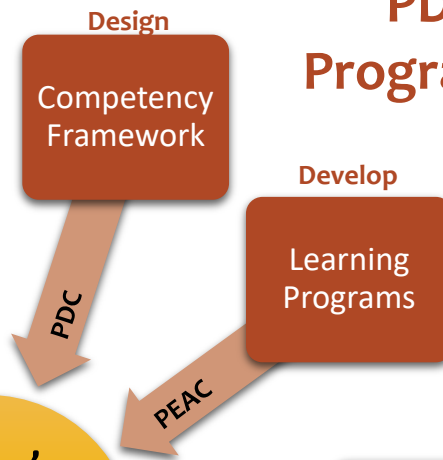 Design
Competency
Framework
Develop
Learning
Programs
PDC
PEAC